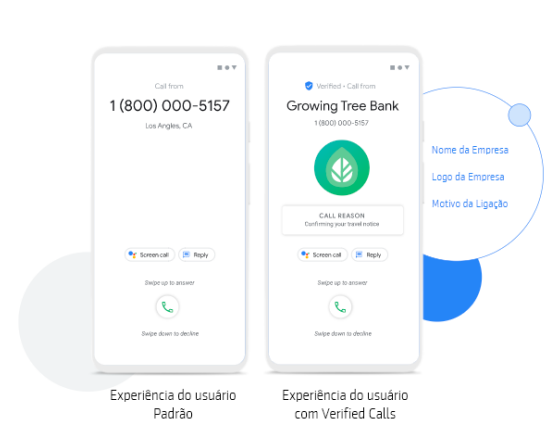 Call from
1 (800) 000-5157
Los Angles, CA
Screen call
Reply
Swipe up to answer
Swipe down to decline
Experiência do usuário
Padrão
Verified • Call from
Growing Tree Bank
1 (800) 000-5157
CALL REASON
Confirming your travel notice
Screen call
Reply
Swipe up to answer
Swipe down to decline
Experiência do usuário
com Verified Calls
Nome da Empresa
Logo da Empresa
Motivo da Ligação